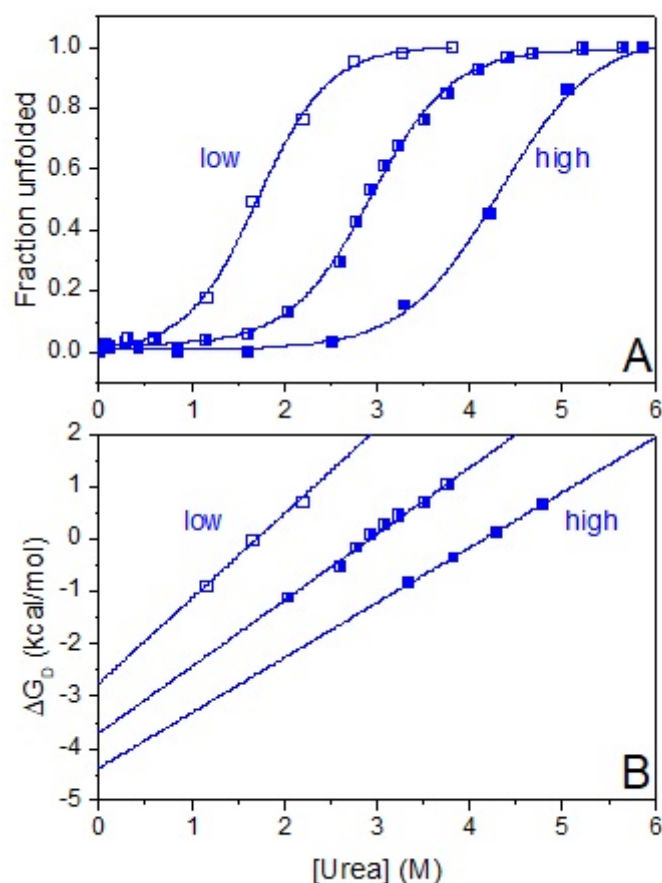 1.0
0.8
0.6
0.4
0.2
0.0
Fraction unfolded
low
high
A
0 1 2 3 4 5 6
2
1
0
-1
-2
-3
-4
-5
ΔG_D (kcal/mol)
low
high
B
0 1 2 3 4 5 6
[Urea] (M)